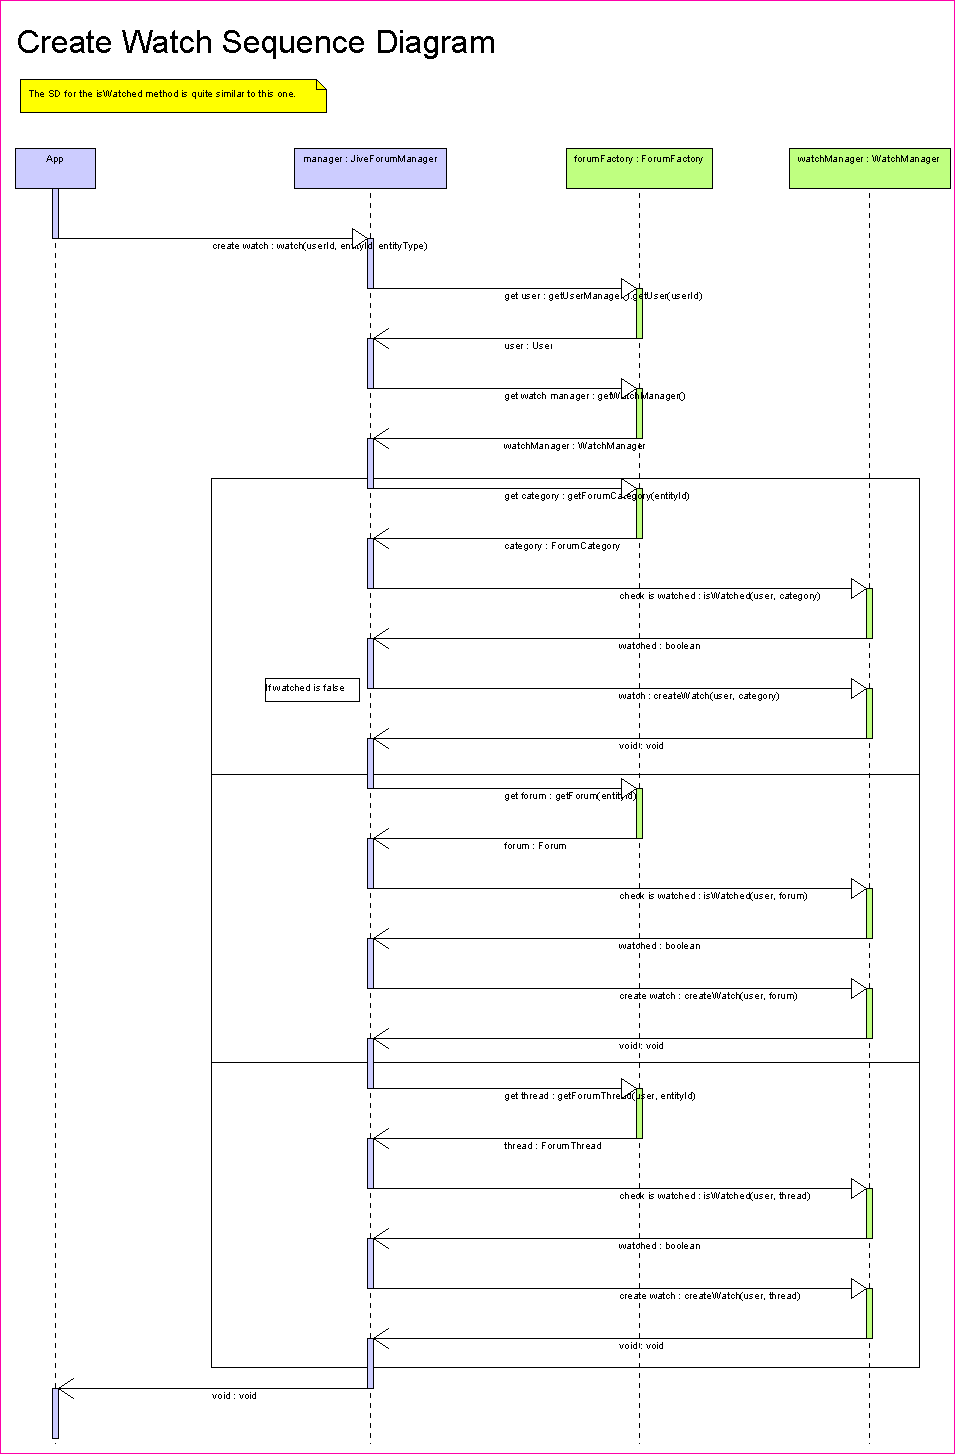 Create Watch Sequence Diagram
The SD for the isWatched method is quite similar to this one.
App
manager : JiveForumManager
forumFactory : ForumFactory
watchManager : WatchManager
create watch : watch(userId, entityId, entityType)
get user : getUserManager().getUser(userId)
user : User
get watch manager : getWatchManager()
watchManager : WatchManager
get category : getForumCategory(entityId)
category : ForumCategory
check is watched : isWatched(user, category)
watched : boolean
If watched is false
watch : createWatch(user, category)
void : void
get forum : getForum(entityId)
forum : Forum
check is watched : isWatched(user, forum)
watched : boolean
create watch : createWatch(user, forum)
void : void
get thread : getForumThread(user, entityId)
thread : ForumThread
check is watched : isWatched(user, thread)
watched : boolean
create watch : createWatch(user, thread)
void : void
void : void